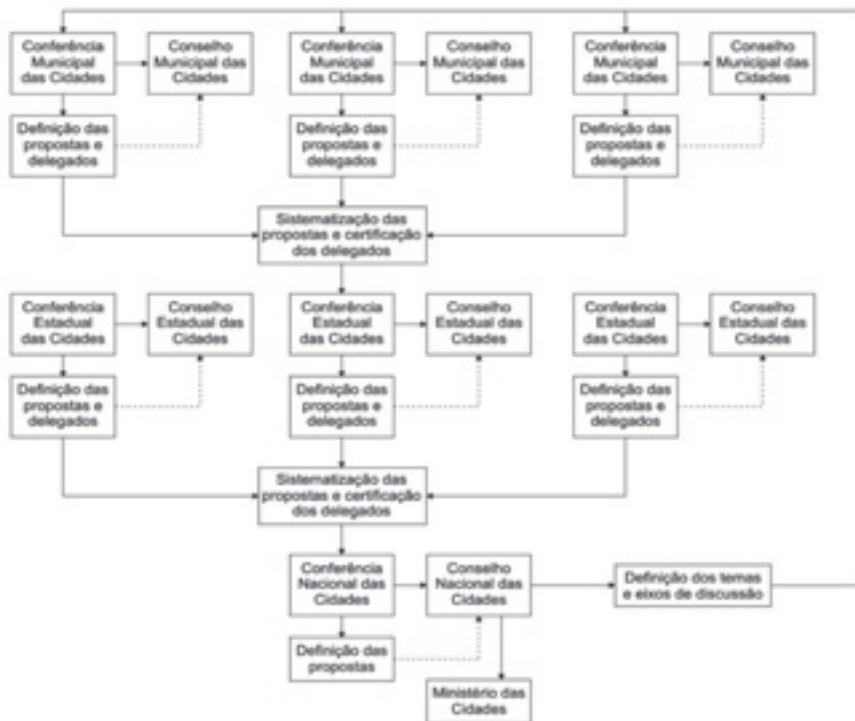 Conferência
Municipal
das Cidades
Conselho
Municipal das
Cidades
Conferência
Municipal
das Cidades
Conselho
Municipal das
Cidades
Conferência
Municipal
das Cidades
Conselho
Municipal das
Cidades
Definição das
propostas e
delegados
Definição das
propostas e
delegados
Definição das
propostas e
delegados
Sistematização das
propostas e certificação
dos delegados
Conferência
Estadual
das Cidades
Conselho
Estadual das
Cidades
Conferência
Estadual
das Cidades
Conselho
Estadual das
Cidades
Conferência
Estadual
das Cidades
Conselho
Estadual das
Cidades
Definição das
propostas e
delegados
Definição das
propostas e
delegados
Definição das
propostas e
delegados
Sistematização das
propostas e certificação
dos delegados
Conferência
Nacional das
Cidades
Conselho
Nacional das
Cidades
Definição dos temas
e eixos de discussão
Definição das
propostas
Ministério das
Cidades